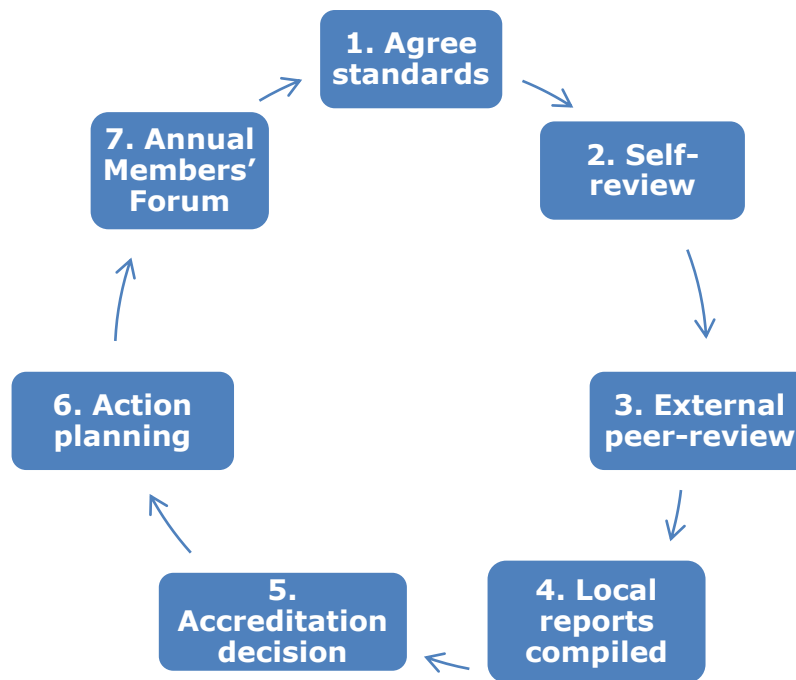 1. Agree
standards
2. Self-
review
3. External
peer-review
4. Local
reports
compiled
5.
Accreditation
decision
6. Action
planning
7. Annual
Members’
Forum